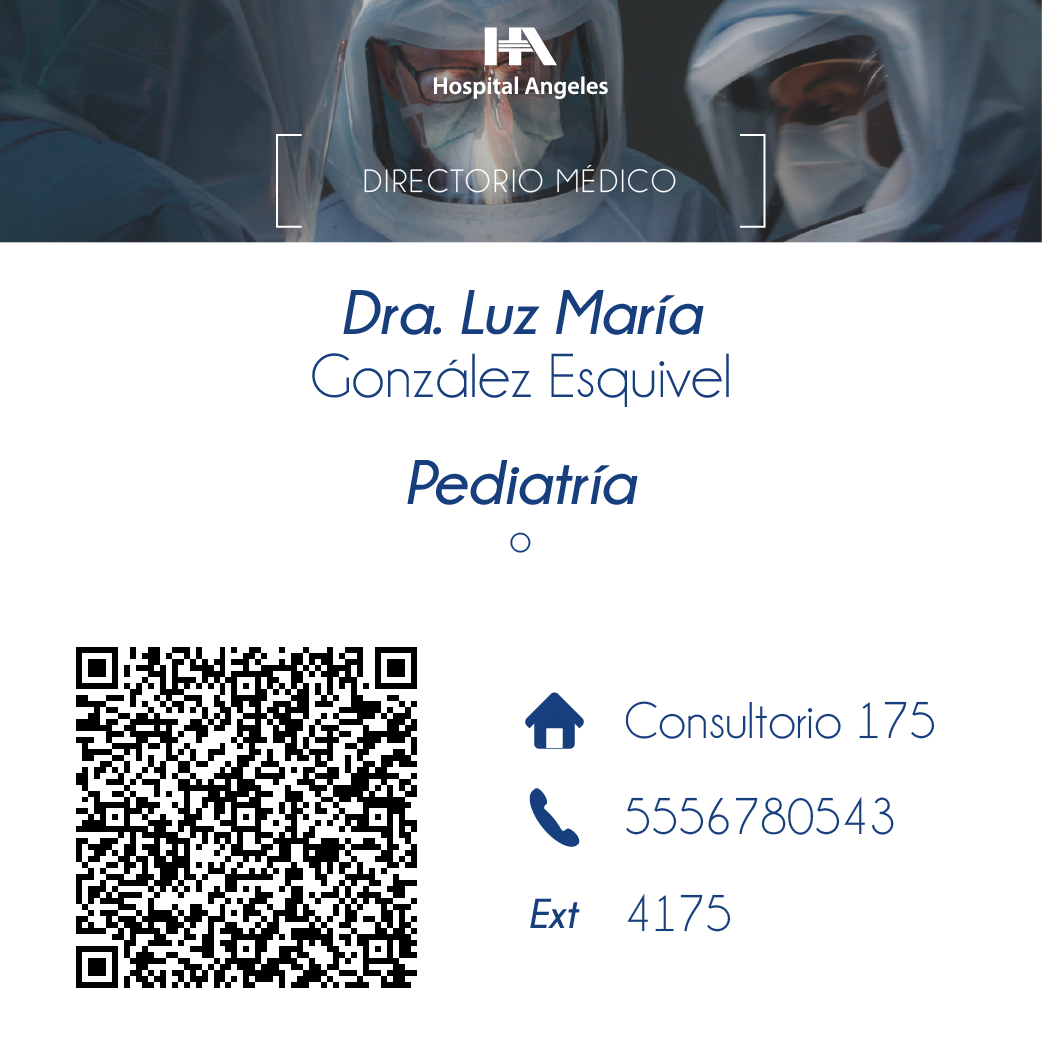 Hospital Angeles
DIRECTORIO MÉDICO
Dra. Luz María
González Esquivel
Pediatría
Consultorio 175
5556780543
Ext 4175